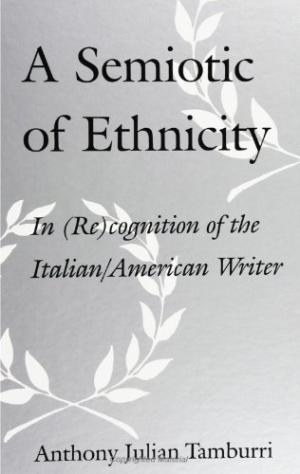 A Semiotic
of Ethnicity
In (Re)cognition of the
Italian/American Writer
Anthony Julian Tamburri